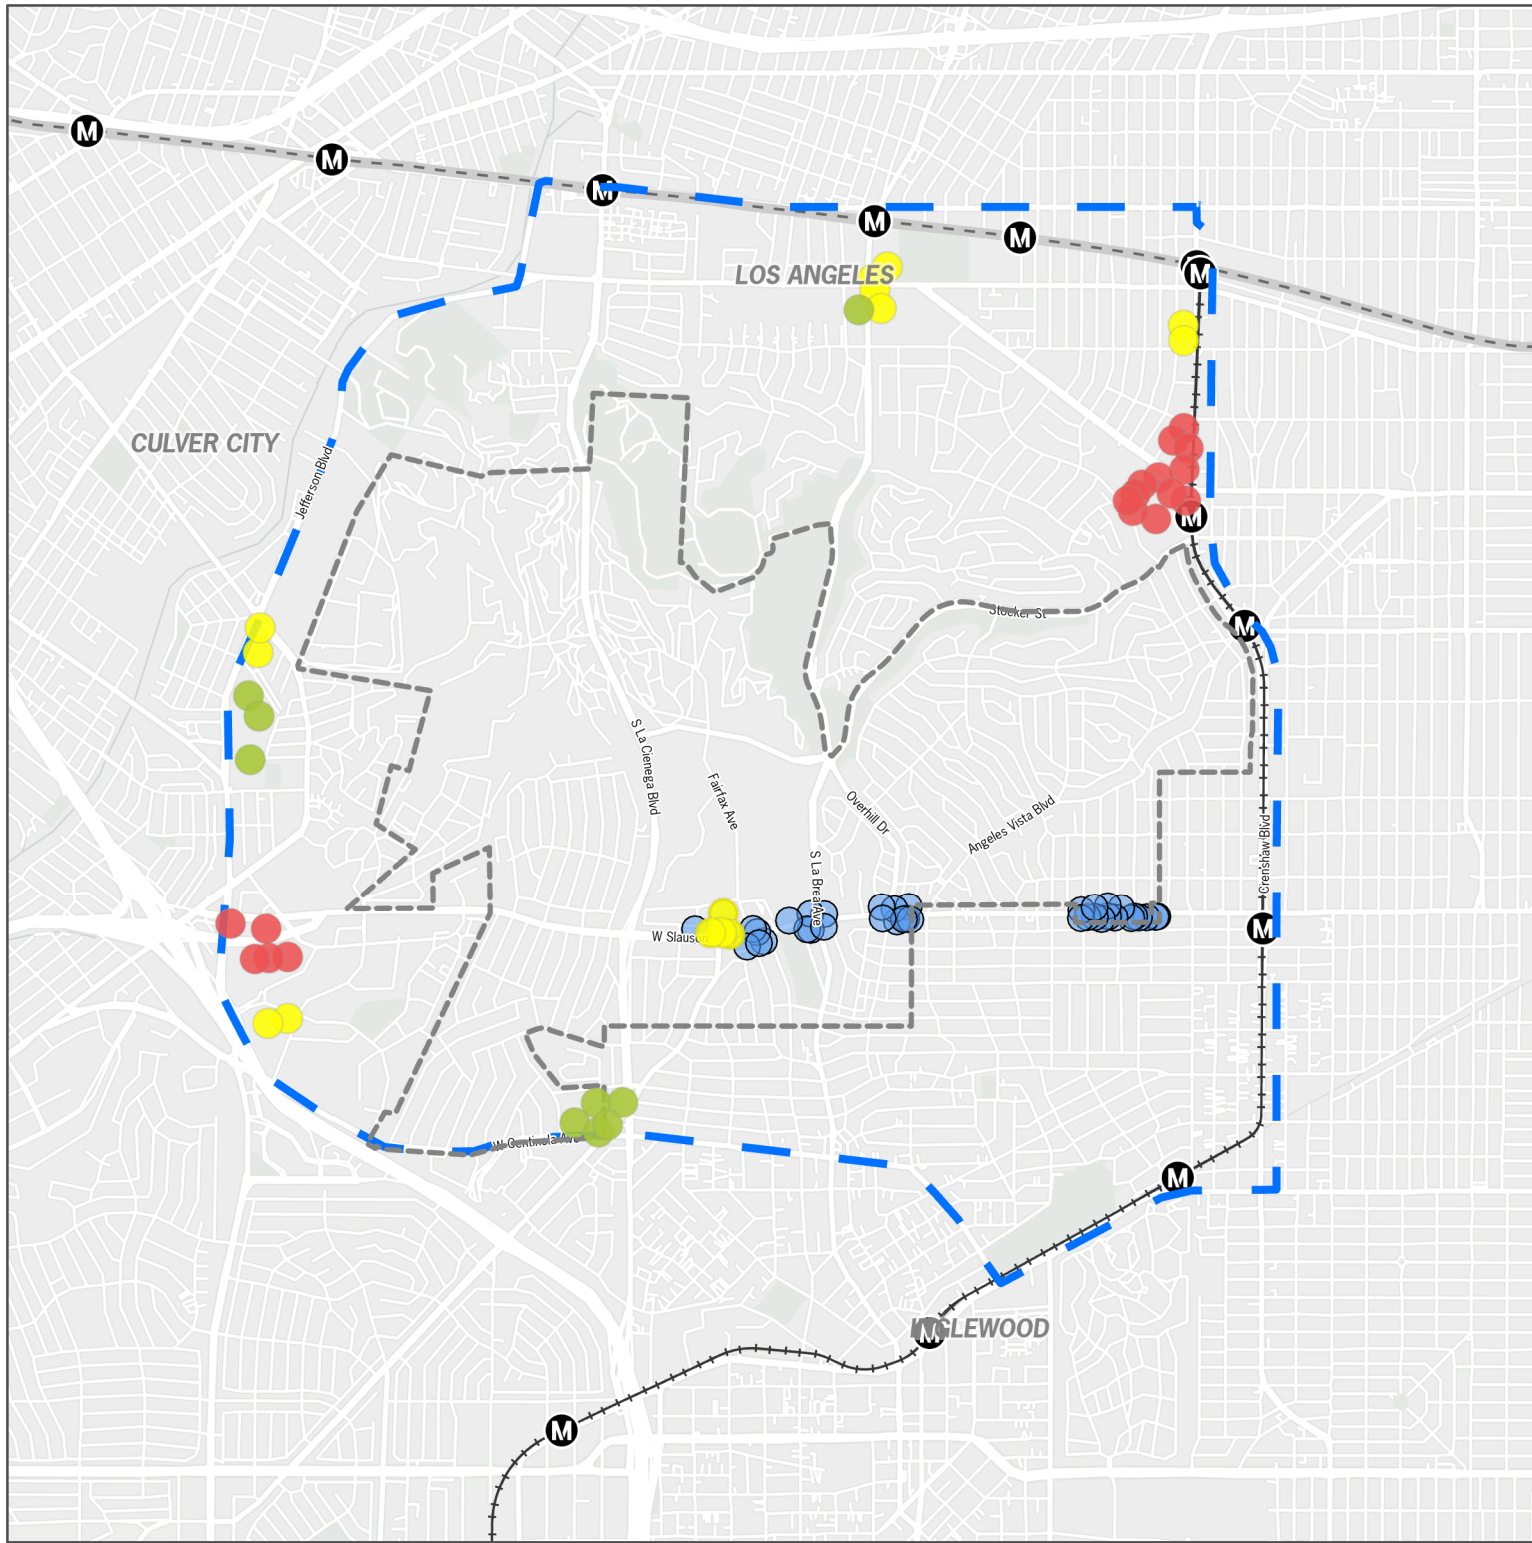 M
M
M
M
M
LOS ANGELES
M
CULVER CITY
Jefferson Blvd
M
Stocker St
M
S La Cienega Blvd
Fairfax Ave
Overhill Dr
Angeles Vista Blvd
S La Brea Ave
Crenshaw Blvd
W Slauson
M
W Centinela Ave
M
INGLEWOOD
M
M